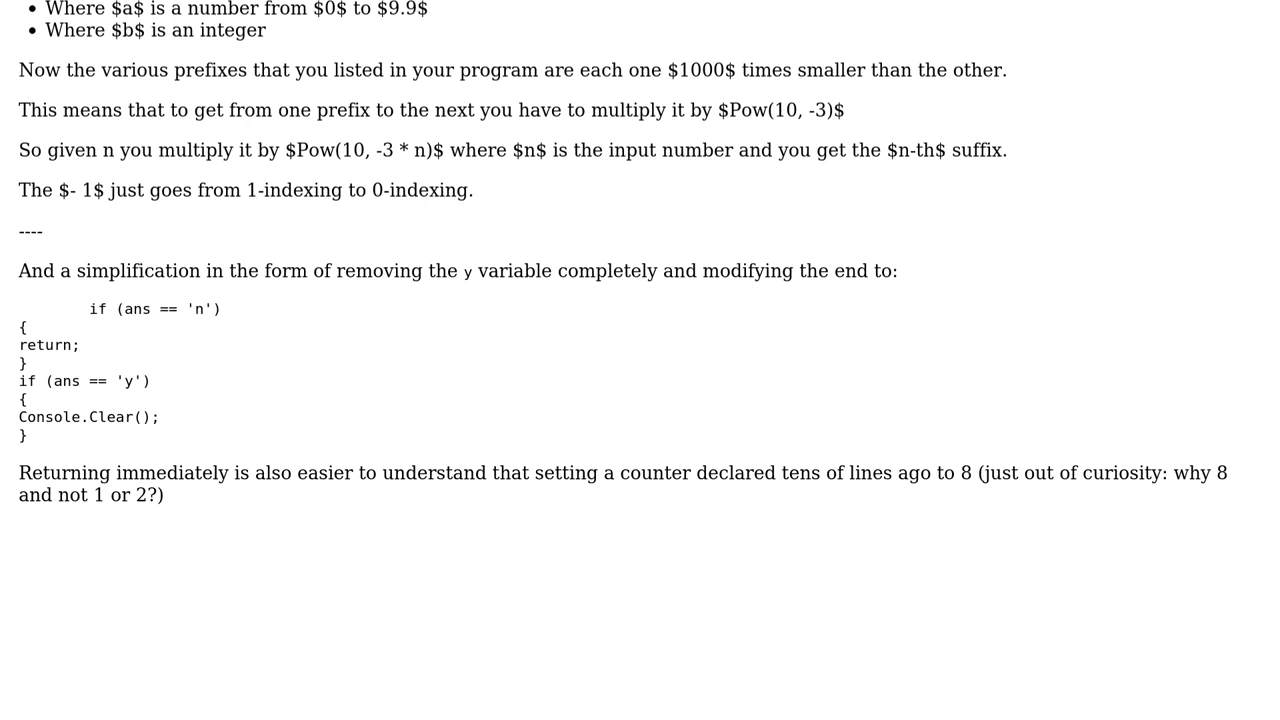 • Where $a$ is a number from $0$ to $9.9$
• Where $b$ is an integer
Now the various prefixes that you listed in your program are each one $1000$ times smaller than the other.
This means that to get from one prefix to the next you have to multiply it by $Pow(10, -3)$
So given n you multiply it by $Pow(10, -3 * n)$ where $n$ is the input number and you get the $n-th$ suffix.
The $- 1$ just goes from 1-indexing to 0-indexing.
----
And a simplification in the form of removing the y variable completely and modifying the end to:
        if (ans == 'n')
{
return;
}
if (ans == 'y')
{
Console.Clear();
}
Returning immediately is also easier to understand that setting a counter declared tens of lines ago to 8 (just out of curiosity: why 8
and not 1 or 2?)